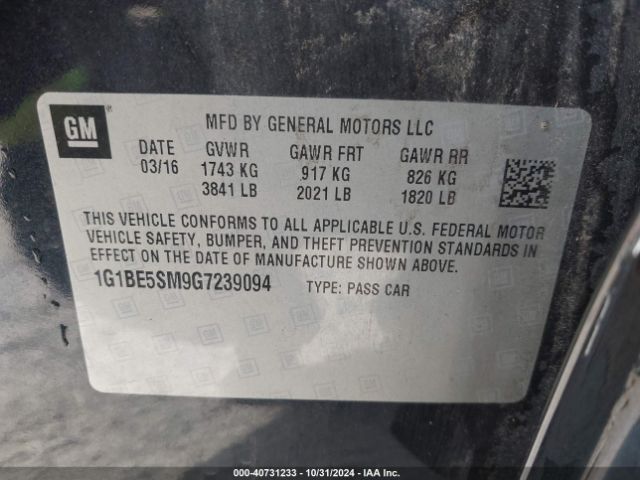 GM
MFD BY GENERAL MOTORS LLC
DATE GVWR GAWR FRT GAWR RR
03/16 1743 KG 917 KG 826 KG
3841 LB 2021 LB 1820 LB
THIS VEHICLE CONFORMS TO ALL APPLICABLE U.S. FEDERAL MOTOR
VEHICLE SAFETY, BUMPER, AND THEFT PREVENTION STANDARDS IN
EFFECT ON THE DATE OF MANUFACTURE SHOWN ABOVE.
1G1BE5SM9G7239094 TYPE: PASS CAR
000-40731233 - 10/31/2024 - IAA Inc.